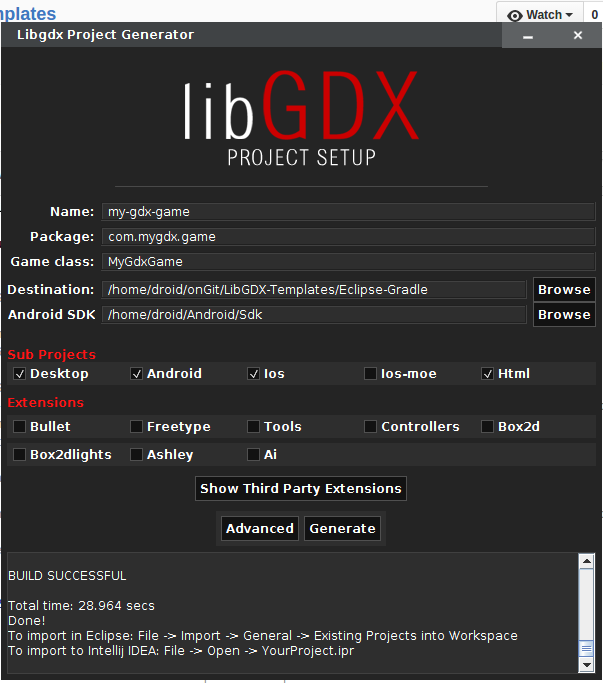 plates
Watch 0
Libgdx Project Generator
libGDX
PROJECT SETUP
Name: my-gdx-game
Package: com.mygdx.game
Game class: MyGdxGame
Destination: /home/droid/onGit/LibGDX-Templates/Eclipse-Gradle Browse
Android SDK /home/droid/Android/Sdk Browse
Sub Projects
Desktop Android Ios Ios-moe Html
Extensions
Bullet Freetype Tools Controllers Box2d
Box2dlights Ashley Ai
Show Third Party Extensions
Advanced Generate
BUILD SUCCESSFUL
Total time: 28.964 secs
Done!
To import in Eclipse: File -> Import -> General -> Existing Projects into Workspace
To import to Intellij IDEA: File -> Open -> YourProject.ipr